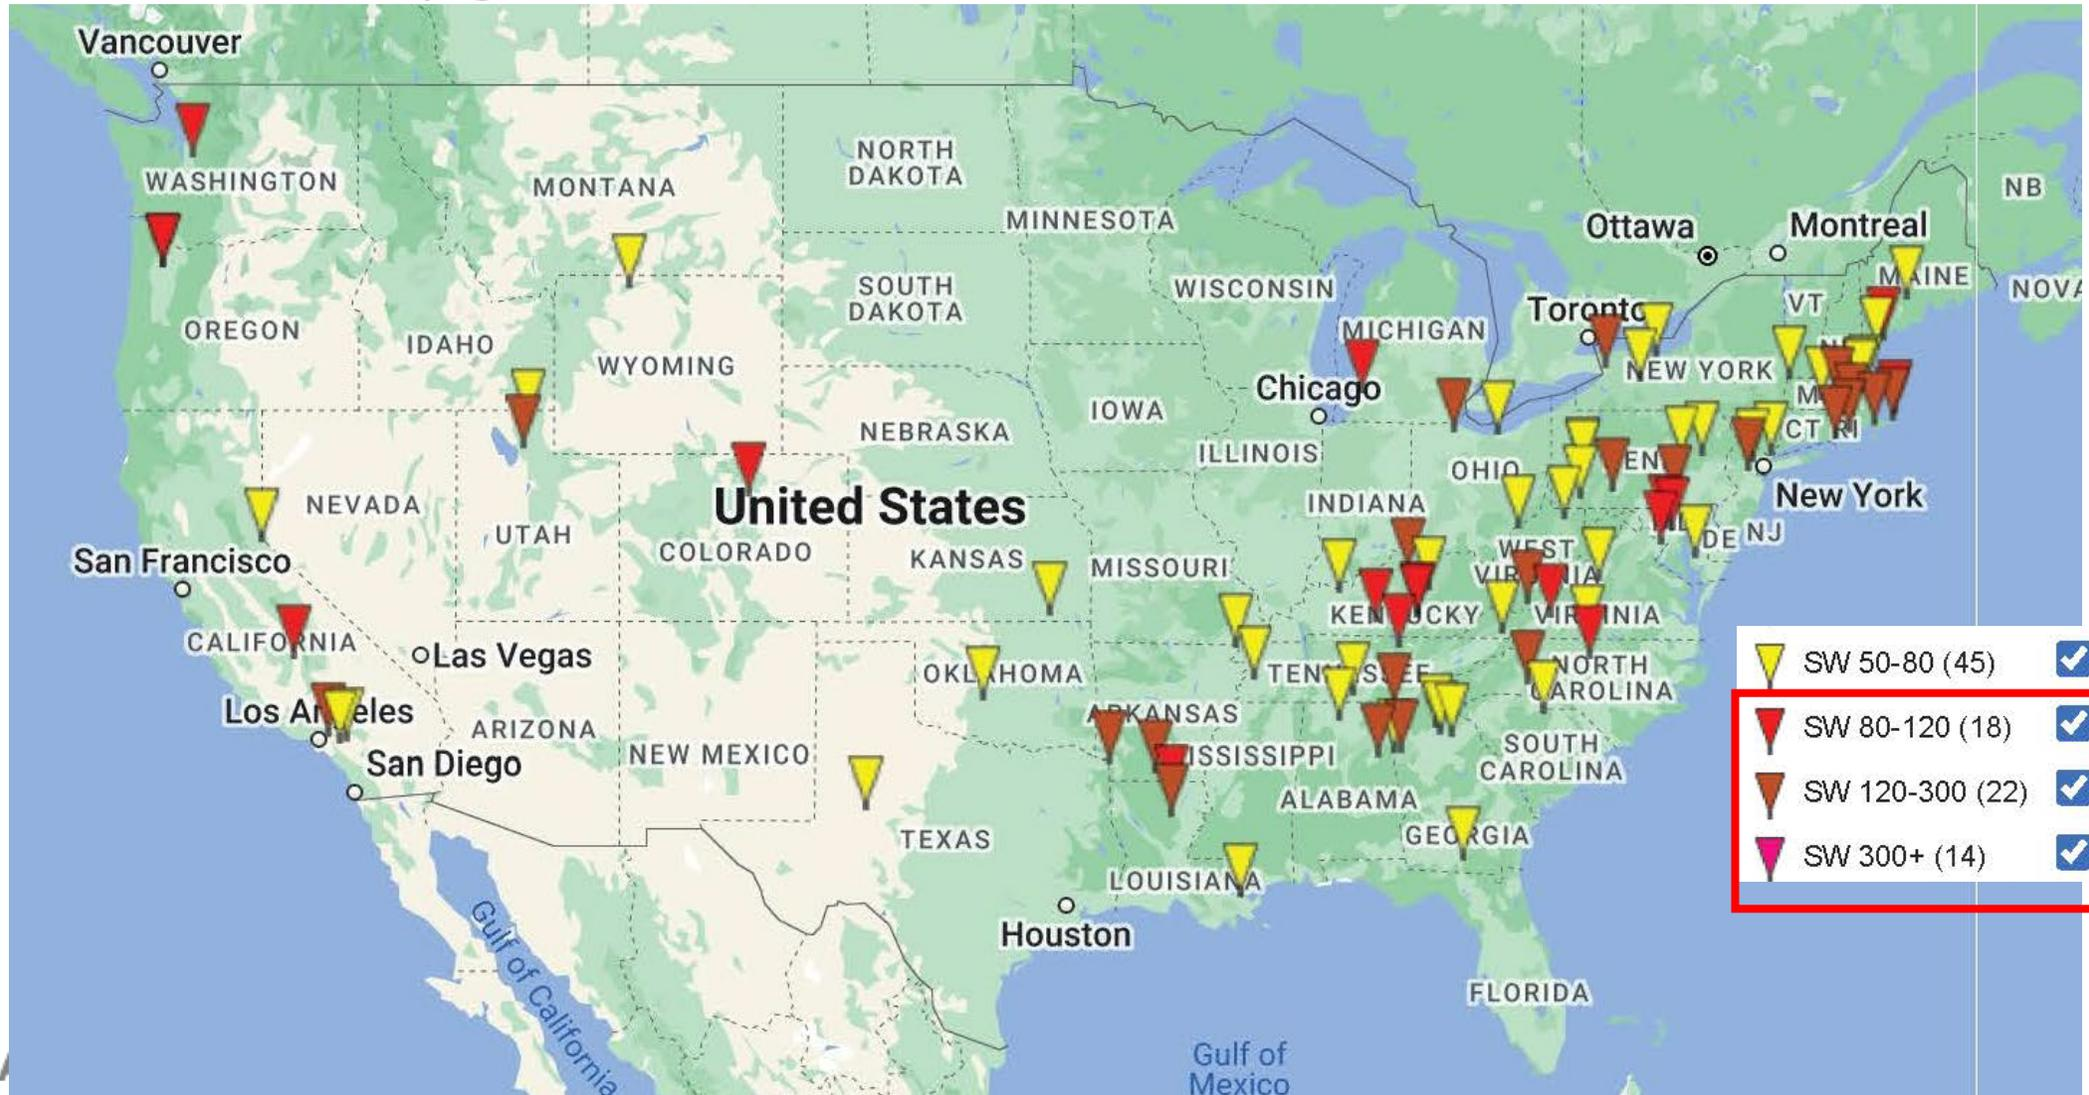 Vancouver
WASHINGTON
MONTANA
NORTH
DAKOTA
MINNESOTA
Ottawa
Montreal
NB
MAINE
NOVA
OREGON
IDAHO
WYOMING
SOUTH
DAKOTA
WISCONSIN
MICHIGAN
Toronto
VT
NEW YORK
Chicago
IOWA
NEBRASKA
ILLINOIS
OHIO
CT
RI
New York
NEVADA
UTAH
United States
COLORADO
KANSAS
MISSOURI
INDIANA
WEST
VIRGINIA
DE
NJ
San Francisco
CALIFORNIA
Las Vegas
KENTUCKY
VIRGINIA
OKLAHOMA
TENNESSEE
NORTH
CAROLINA
Los Angeles
ARIZONA
NEW MEXICO
ARKANSAS
San Diego
MISSISSIPPI
SOUTH
CAROLINA
ALABAMA
TEXAS
GEORGIA
LOUISIANA
Houston
FLORIDA
Gulf of California
Gulf of
Mexico
SW 50-80 (45)
SW 80-120 (18)
SW 120-300 (22)
SW 300+ (14)